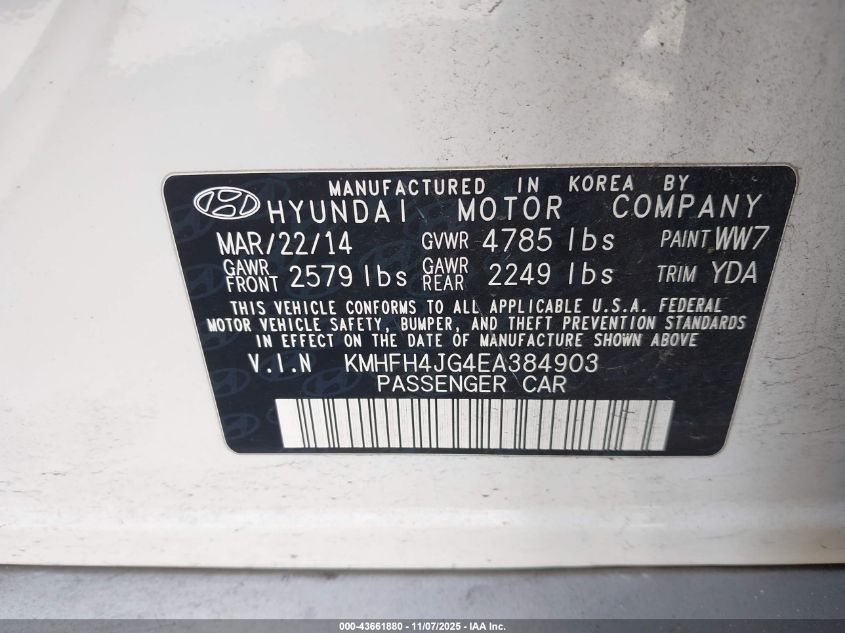 MANUFACTURED IN KOREA BY
HYUNDAI MOTOR COMPANY
MAR/22/14 GVWR 4785 lbs PAINT WW7
GAWR FRONT 2579 lbs GAWR REAR 2249 lbs TRIM YDA
THIS VEHICLE CONFORMS TO ALL APPLICABLE U.S.A. FEDERAL
MOTOR VEHICLE SAFETY, BUMPER, AND THEFT PREVENTION STANDARDS
IN EFFECT ON THE DATE OF MANUFACTURE SHOWN ABOVE
V.I.N KMHFH4JG4EA384903
PASSENGER CAR
000-43661880 - 11/07/2025 - IAA Inc.